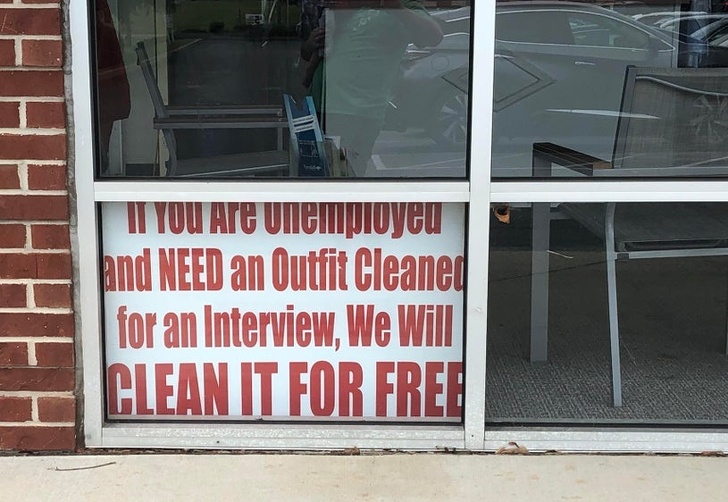 If You Are Unemployed
and NEED an Outfit Cleaned
for an Interview, We Will
CLEAN IT FOR FREE